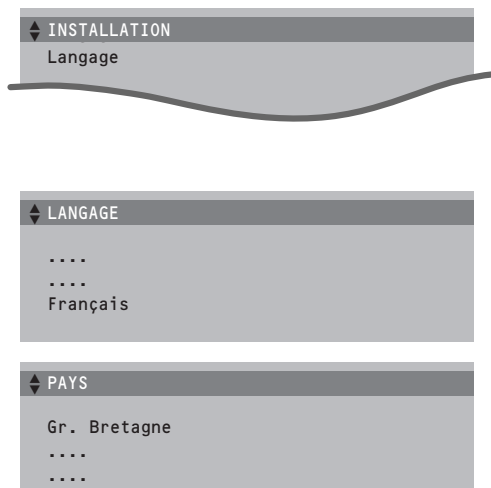 INSTALLATION
Langage
LANGAGE
....
....
Français
PAYS
Gr. Bretagne
....
....